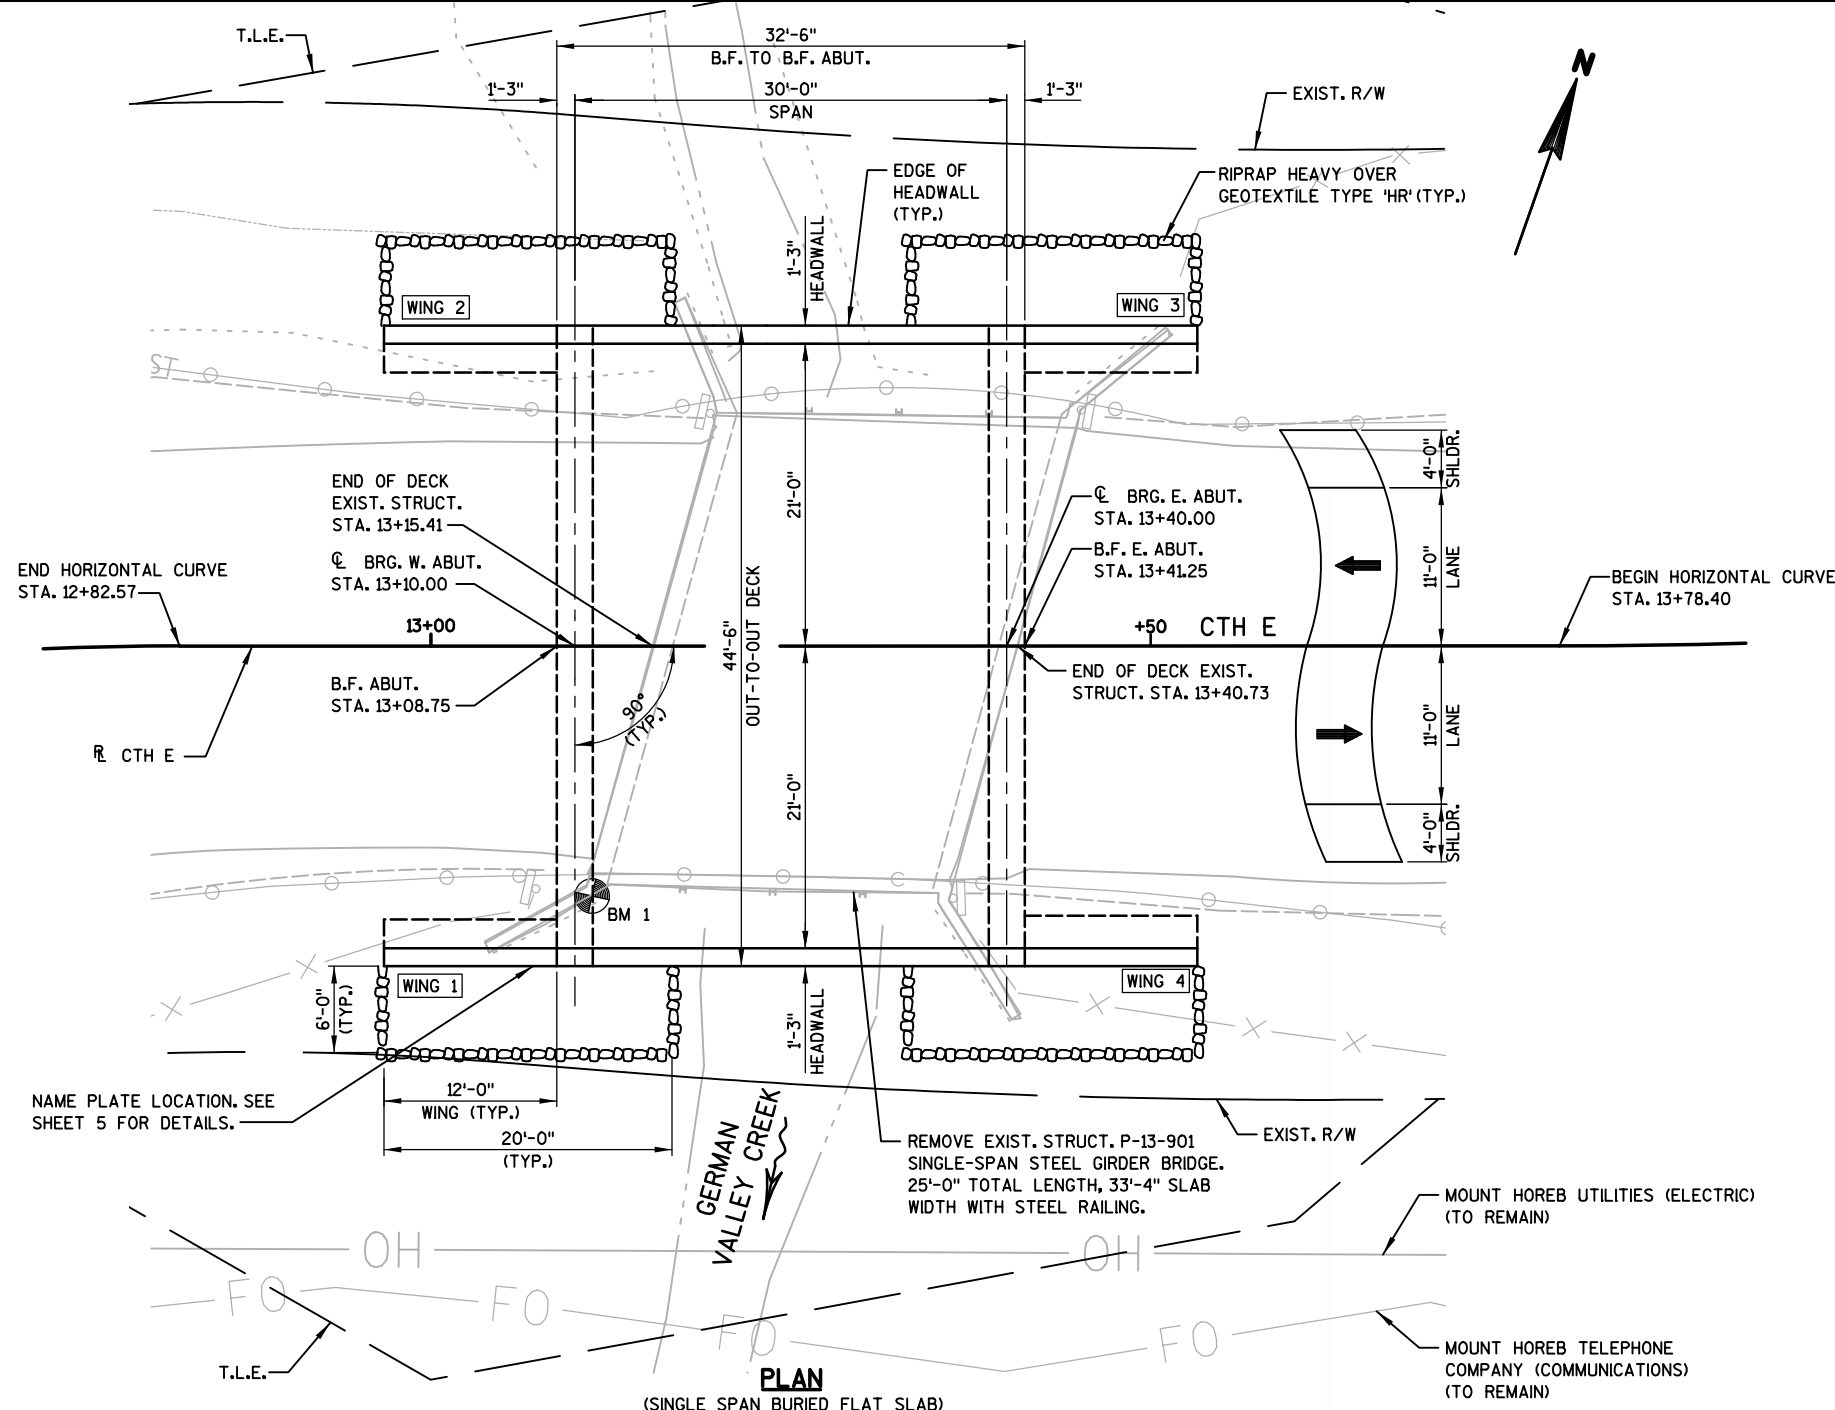 T.L.E.
32'-6"
B.F. TO B.F. ABUT.
1'-3"
30'-0"
SPAN
1'-3"
N
EXIST. R/W
EDGE OF
HEADWALL
(TYP.)
RIPRAP HEAVY OVER
GEOTEXTILE TYPE 'HR' (TYP.)
1'-3"
HEADWALL
WING 2
WING 3
ST
END OF DECK
EXIST. STRUCT.
STA. 13+15.41
℄ BRG. W. ABUT.
STA. 13+10.00
21'-0"
℄ BRG. E. ABUT.
STA. 13+40.00
B.F. E. ABUT.
STA. 13+41.25
4'-0"
SHLDR.
11'-0"
LANE
END HORIZONTAL CURVE
STA. 12+82.57
BEGIN HORIZONTAL CURVE
STA. 13+78.40
13+00
+50
CTH E
44'-6"
OUT-TO-OUT DECK
B.F. ABUT.
STA. 13+08.75
90°
(TYP.)
END OF DECK EXIST.
STRUCT. STA. 13+40.73
11'-0"
LANE
RL CTH E
21'-0"
4'-0"
SHLDR.
BM 1
WING 1
WING 4
6'-0"
(TYP.)
1'-3"
HEADWALL
NAME PLATE LOCATION. SEE
SHEET 5 FOR DETAILS.
12'-0"
WING (TYP.)
20'-0"
(TYP.)
GERMAN
VALLEY CREEK
REMOVE EXIST. STRUCT. P-13-901
SINGLE-SPAN STEEL GIRDER BRIDGE.
25'-0" TOTAL LENGTH, 33'-4" SLAB
WIDTH WITH STEEL RAILING.
EXIST. R/W
MOUNT HOREB UTILITIES (ELECTRIC)
(TO REMAIN)
OH
OH
FO
FO
FO
FO
MOUNT HOREB TELEPHONE
COMPANY (COMMUNICATIONS)
(TO REMAIN)
T.L.E.
PLAN
(SINGLE SPAN BURIED FLAT SLAB)